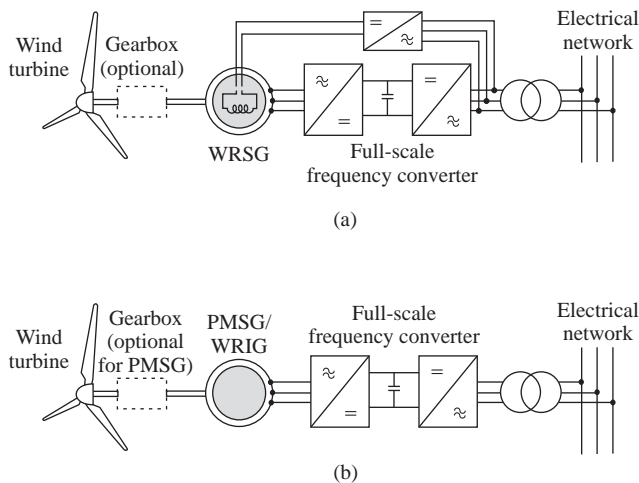 Wind
turbine
Gearbox
(optional)
Electrical
network
WRSG
Full-scale
frequency converter
(a)
Wind
turbine
Gearbox
(optional
for PMSG)
PMSG/
WRIG
Full-scale
frequency converter
Electrical
network
(b)